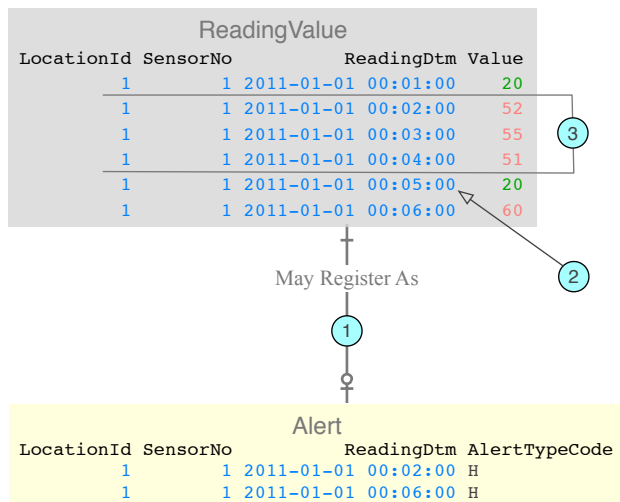 ReadingValue
LocationId SensorNo ReadingDtm Value
1 1 2011-01-01 00:01:00 20
1 1 2011-01-01 00:02:00 52
1 1 2011-01-01 00:03:00 55
3
1 1 2011-01-01 00:04:00 51
1 1 2011-01-01 00:05:00 20
1 1 2011-01-01 00:06:00 60
May Register As
2
1
Alert
LocationId SensorNo ReadingDtm AlertTypeCode
1 1 2011-01-01 00:02:00 H
1 1 2011-01-01 00:06:00 H